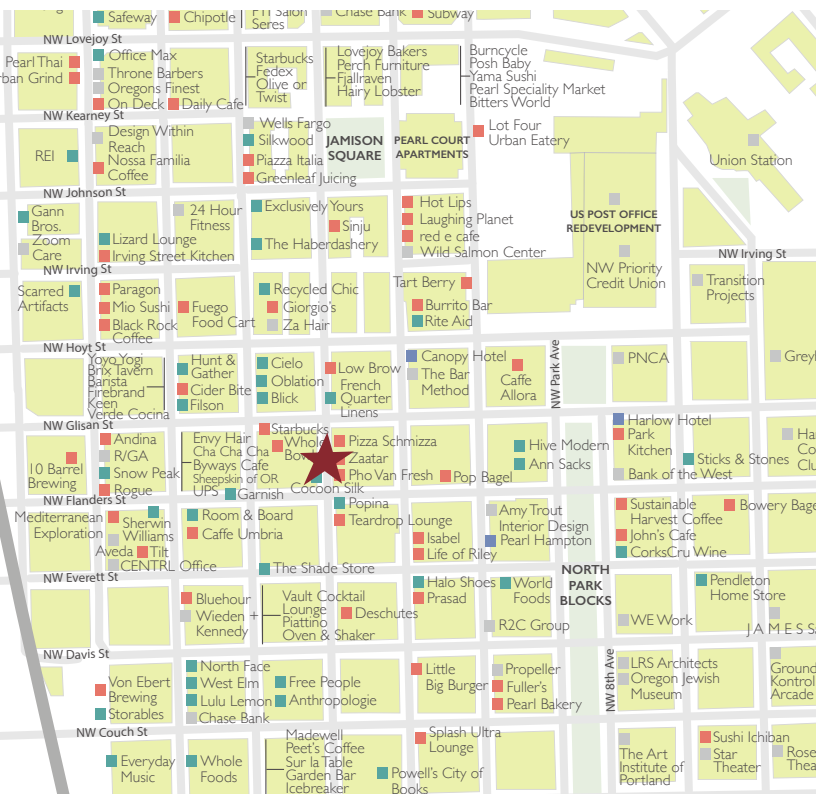 Safeway
Chipotle
Seres
Chase Bank
Subway
NW Lovejoy St
Pearl Thai
Urban Grind
Office Max
Throne Barbers
Oregons Finest
On Deck
Daily Cafe
Starbucks
Fedex
Olive or
Twist
Lovejoy Bakers
Perch Furniture
Fjallraven
Hairy Lobster
Burncycle
Posh Baby
Yama Sushi
Pearl Speciality Market
Bitters World
NW Kearney St
REI
Design Within
Reach
Nossa Familia
Coffee
Wells Fargo
Silkwood
Piazza Italia
Greenleaf Juicing
JAMISON
SQUARE
PEARL COURT
APARTMENTS
Lot Four
Urban Eatery
Union Station
NW Johnson St
Gann
Bros.
Zoom
Care
Lizard Lounge
Irving Street Kitchen
24 Hour
Fitness
Exclusively Yours
Sinju
The Haberdashery
Hot Lips
Laughing Planet
red e cafe
Wild Salmon Center
US POST OFFICE
REDEVELOPMENT
NW Priority
Credit Union
NW Irving St
NW Irving St
Scarred
Artifacts
Paragon
Mio Sushi
Black Rock
Coffee
Fuego
Food Cart
Recycled Chic
Giorgio's
Za Hair
Tart Berry
Burrito Bar
Rite Aid
Transition
Projects
NW Hoyt St
Yoyo Yogi
Brix Tavern
Barista
Firebrand
Keen
Verde Cocina
Hunt &
Gather
Cider Bite
Filson
Cielo
Oblation
Blick
Low Brow
French
Quarter
Linens
Canopy Hotel
The Bar
Method
Caffe
Allora
NW Park Ave
PNCA
Greyh
NW Glisan St
10 Barrel
Brewing
Andina
R/GA
Snow Peak
Rogue
Envy Hair
Cha Cha Cha
Byways Cafe
Sheepskin of OR
UPS
Garnish
Starbucks
Whole
Bow
Pizza Schmizza
Zaatar
Pho Van Fresh
Cocoon Silk
Pop Bagel
Hive Modern
Ann Sacks
Harlow Hotel
Park
Kitchen
Bank of the West
Sticks & Stones
Ha
Co
Clu
NW Flanders St
Mediterranean
Exploration
Sherwin
Williams
Aveda
Tilt
CENTRL Office
Room & Board
Caffe Umbria
Popina
Teardrop Lounge
Isabel
Life of Riley
Amy Trout
Interior Design
Pearl Hampton
Sustainable
Harvest Coffee
John's Cafe
CorksCru Wine
Bowery Bage
NW Everett St
The Shade Store
Bluehour
Wieden +
Kennedy
Vault Cocktail
Lounge
Piattino
Oven & Shaker
Deschutes
Halo Shoes
Prasad
World
Foods
R2C Group
NORTH
PARK
BLOCKS
Pendleton
Home Store
WE Work
JAMES S
NW Davis St
Von Ebert
Brewing
Storables
North Face
West Elm
Lulu Lemon
Chase Bank
Free People
Anthropologie
Little
Big Burger
Propeller
Fuller's
Pearl Bakery
NW 8th Ave
LRS Architects
Oregon Jewish
Museum
Ground
Kontrol
Arcade
NW Couch St
Everyday
Music
Whole
Foods
Madewell
Peet's Coffee
Sur la Table
Garden Bar
Icebreaker
Splash Ultra
Lounge
Powell's City of
Books
The Art
Institute of
Portland
Sushi Ichiban
Star
Theater
Rose
Thea